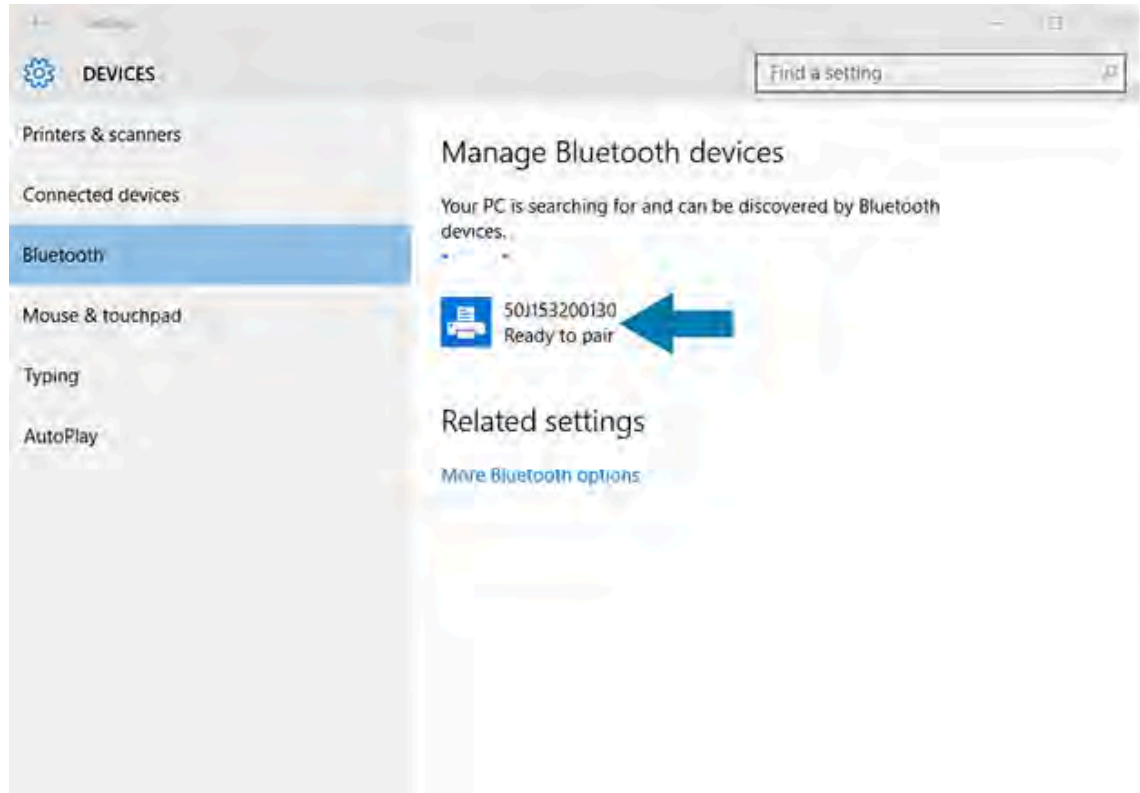 DEVICES
Find a setting
Printers & scanners
Connected devices
Bluetooth
Mouse & touchpad
Typing
AutoPlay
Manage Bluetooth devices
Your PC is searching for and can be discovered by Bluetooth
devices.
50J153200130
Ready to pair
Related settings
More Bluetooth options